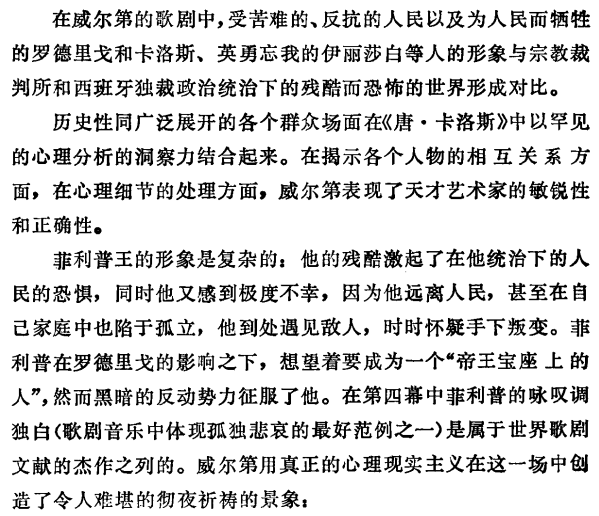 在威尔第的歌剧中,受苦难的、反抗的人民以及为人民而牺牲
的罗德里戈和卡洛斯、英勇忘我的伊丽莎白等人的形象与宗教裁
判所和西班牙独裁政治统治下的残酷而恐怖的世界形成对比。
历史性同广泛展开的各个群众场面在《唐·卡洛斯》中以罕见
的心理分析的洞察力结合起来。在揭示各个人物的相互关系方
面，在心理细节的处理方面，威尔第表现了天才艺术家的敏锐性
和正确性。
菲利普王的形象是复杂的：他的残酷激起了在他统治下的人
民的恐惧，同时他又感到极度不幸，因为他远离人民，甚至在自
己家庭中也陷于孤立，他到处遇见敌人，时时怀疑手下叛变。菲
利普在罗德里戈的影响之下，想望着要成为一个“帝王宝座上的
人”,然而黑暗的反动势力征服了他。在第四幕中菲利普的咏叹调
独白(歌剧音乐中体现孤独悲哀的最好范例之一)是属于世界歌剧
文献的杰作之列的。威尔第用真正的心理现实主义在这一场中创
造了令人难堪的彻夜祈祷的景象：